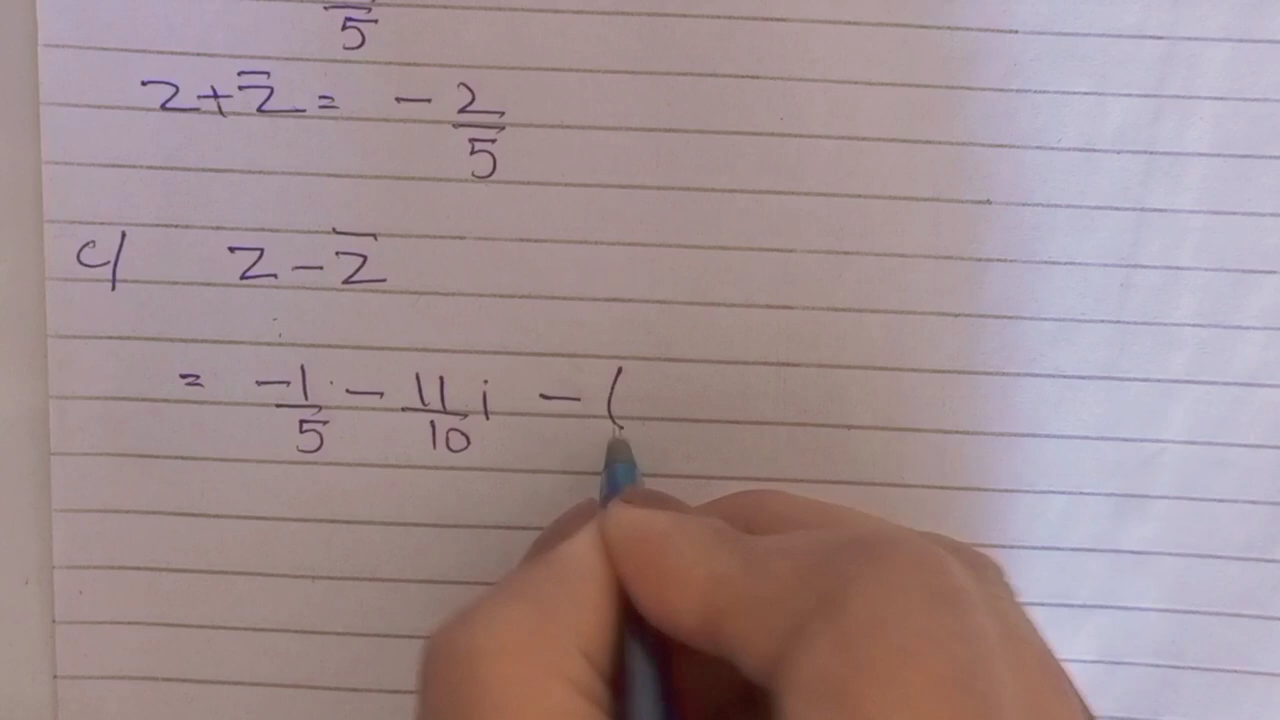 5
z + z̅ = - 2/5
c/ z - z̅
= -1/5 - 11/10 i - (